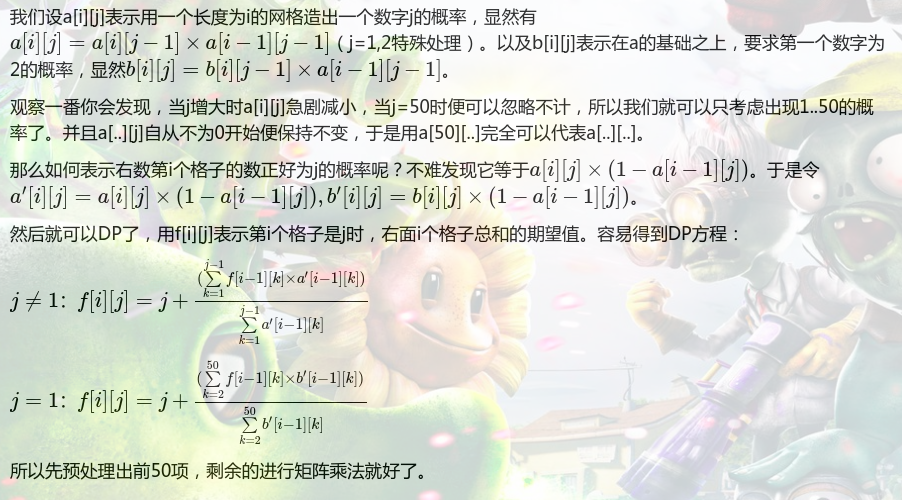 我们设a[i][j]表示用一个长度为i的网格造出一个数字j的概率，显然有
a[i][j] = a[i][j − 1] × a[i − 1][j − 1]（j=1,2特殊处理）。以及b[i][j]表示在a的基础之上，要求第一个数字为
2的概率，显然b[i][j] = b[i][j − 1] × a[i − 1][j − 1]。
观察一番你会发现，当j增大时a[i][j]急剧减小，当j=50时便可以忽略不计，所以我们就可以只考虑出现1..50的概
率了。并且a[..][j]自从不为0开始便保持不变，于是用a[50][..]完全可以代表a[..][..]。
那么如何表示右数第i个格子的数正好为j的概率呢？不难发现它等于a[i][j] × (1 − a[i − 1][j])。于是令
a′[i][j] = a[i][j] × (1 − a[i − 1][j]), b′[i][j] = b[i][j] × (1 − a[i − 1][j])。
然后就可以DP了，用f[i][j]表示第i个格子是j时，右面i个格子总和的期望值。容易得到DP方程：
j ≠ 1: f[i][j] = j + \frac{(\sum_{k=1}^{j-1} f[i-1][k]×a′[i-1][k])}{\sum_{k=1}^{j-1} a′[i-1][k]}
j = 1: f[i][j] = j + \frac{(\sum_{k=2}^{50} f[i-1][k]×b′[i-1][k])}{\sum_{k=2}^{50} b′[i-1][k]}
所以先预处理出前50项，剩余的进行矩阵乘法就好了。